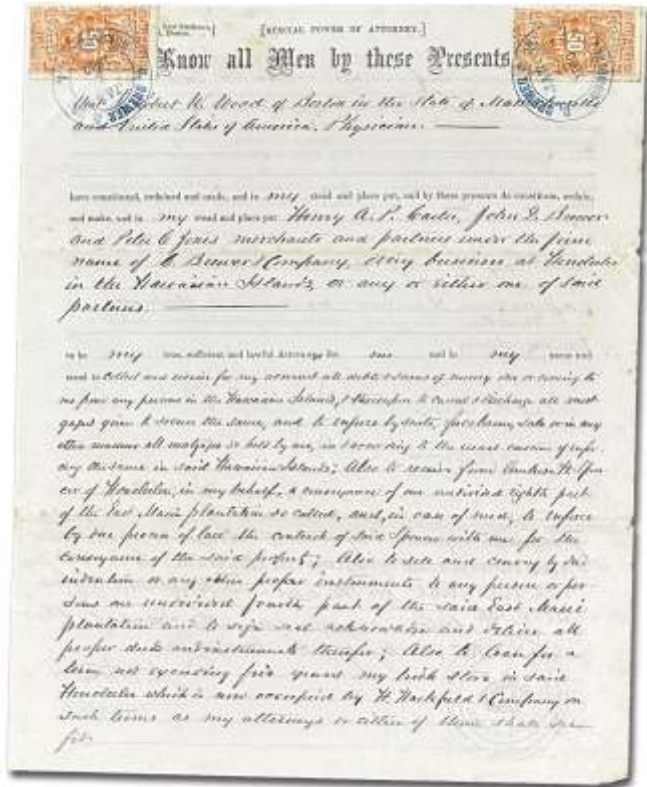 [SPECIAL POWER OF ATTORNEY.]
Know all Men by these Presents
That Robert W. Wood of Boston in the State of Massachusetts
and United States of America, Physician.
have constituted, ordained and made, and in my stead and place put, and by these presents do constitute, ordain,
and make, and in my stead and place put Henry A. P. Carter, John D. Brewer
and Peter C Jones merchants and partners under the firm
name of C. Brewer & Company, doing business at Honolulu
in the Hawaiian Islands, or any or either one of said
partners.
to be my true, sufficient and lawful Attorneys for me and in my name and
stead to collect and receive for my account all debts & sums of money due or owing to
me from any persons in the Hawaiian Islands, & thereupon to cancel & discharge all mort
gages given to secure the same, and to enforce by suits, foreclosure, sale or in any
other manner all mortgages so held by me, and according to the usual custom of enfor
cing the same in said Hawaiian Islands; Also to receive from H. Spen
cer of Honolulu, in my behalf, a conveyance of one undivided eighth part
of the East Maui plantation so called, and, in case of need, to enforce
by due process of law the contract of said Spencer with me for the
conveyance of the said property; Also to sell and convey by deed
indenture or any other proper instruments to any person or per
sons one undivided fourth part of the said East Maui
plantation and to sign seal acknowledge and deliver all
proper deeds and instruments therefor; Also to lease for a
term not exceeding five years my brick store in said
Honolulu which is now occupied by H. Hackfeld & Company on
such terms as my attorneys or either of them shall see
fit.
50
50